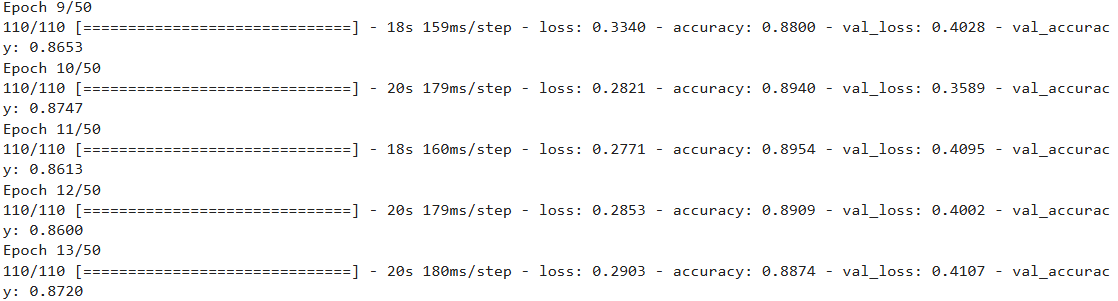 Epoch 9/50
110/110 [==============================] - 18s 159ms/step - loss: 0.3340 - accuracy: 0.8800 - val_loss: 0.4028 - val_accurac
y: 0.8653
Epoch 10/50
110/110 [==============================] - 20s 179ms/step - loss: 0.2821 - accuracy: 0.8940 - val_loss: 0.3589 - val_accurac
y: 0.8747
Epoch 11/50
110/110 [==============================] - 18s 160ms/step - loss: 0.2771 - accuracy: 0.8954 - val_loss: 0.4095 - val_accurac
y: 0.8613
Epoch 12/50
110/110 [==============================] - 20s 179ms/step - loss: 0.2853 - accuracy: 0.8909 - val_loss: 0.4002 - val_accurac
y: 0.8600
Epoch 13/50
110/110 [==============================] - 20s 180ms/step - loss: 0.2903 - accuracy: 0.8874 - val_loss: 0.4107 - val_accurac
y: 0.8720